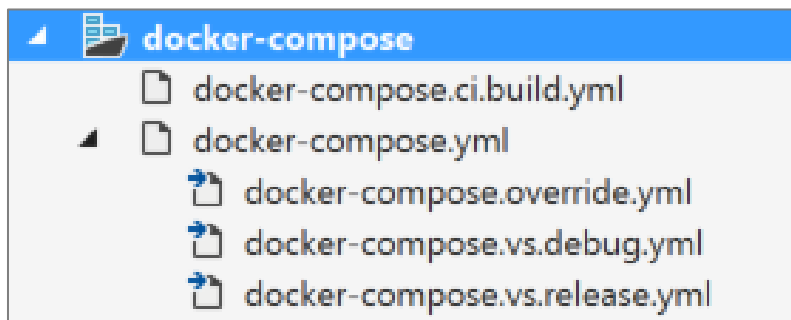 docker-compose
docker-compose.ci.build.yml
docker-compose.yml
docker-compose.override.yml
docker-compose.vs.debug.yml
docker-compose.vs.release.yml